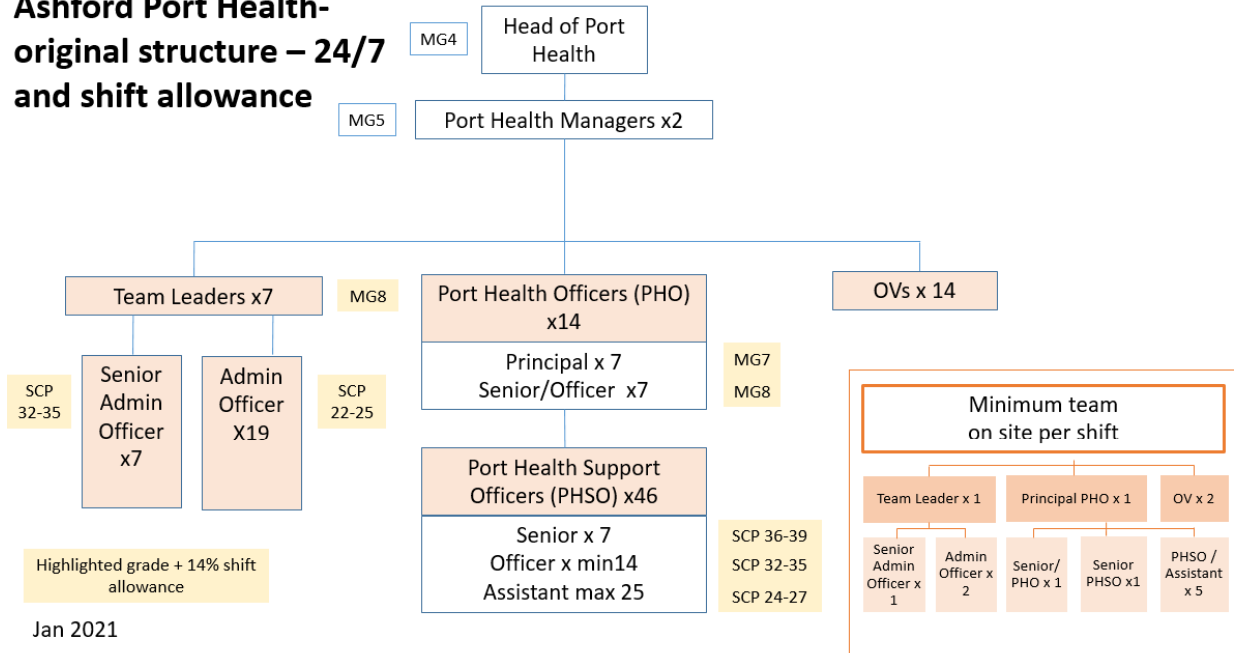 Ashford Port Health-
original structure – 24/7
and shift allowance
MG4
Head of Port
Health
MG5
Port Health Managers x2
Team Leaders x7
MG8
Port Health Officers (PHO)
x14
OVs x 14
Principal x 7
Senior/Officer x7
MG7
MG8
SCP
32-35
Senior
Admin
Officer
x7
Admin
Officer
X19
SCP
22-25
Port Health Support
Officers (PHSO) x46
Senior x 7
Officer x min14
Assistant max 25
SCP 36-39
SCP 32-35
SCP 24-27
Highlighted grade + 14% shift
allowance
Jan 2021
Minimum team
on site per shift
Team Leader x 1
Principal PHO x 1
OV x 2
Senior
Admin
Officer x
1
Admin
Officer x
2
Senior/
PHO x 1
Senior
PHSO x1
PHSO /
Assistant
x 5